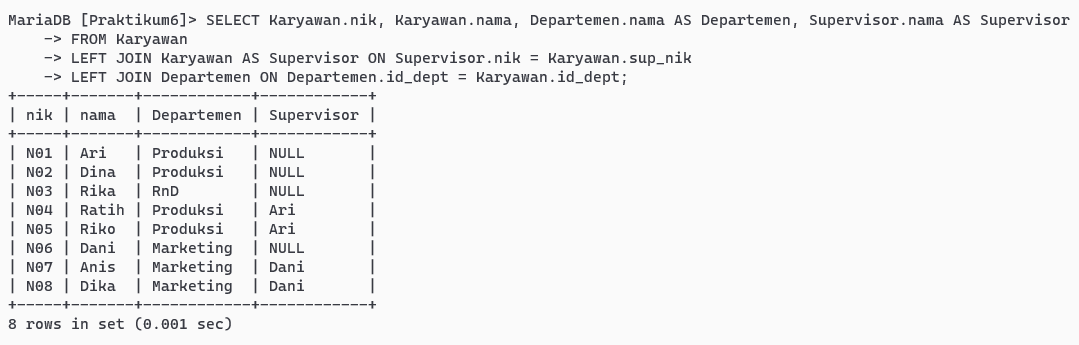 MariaDB [Praktikum6]> SELECT Karyawan.nik, Karyawan.nama, Departemen.nama AS Departemen, Supervisor.nama AS Supervisor
    -> FROM Karyawan
    -> LEFT JOIN Karyawan AS Supervisor ON Supervisor.nik = Karyawan.sup_nik
    -> LEFT JOIN Departemen ON Departemen.id_dept = Karyawan.id_dept;
+-----+-------+------------+------------+
| nik | nama  | Departemen | Supervisor |
+-----+-------+------------+------------+
| N01 | Ari   | Produksi   | NULL       |
| N02 | Dina  | Produksi   | NULL       |
| N03 | Rika  | RnD        | NULL       |
| N04 | Ratih | Produksi   | Ari        |
| N05 | Riko  | Produksi   | Ari        |
| N06 | Dani  | Marketing  | NULL       |
| N07 | Anis  | Marketing  | Dani       |
| N08 | Dika  | Marketing  | Dani       |
+-----+-------+------------+------------+
8 rows in set (0.001 sec)